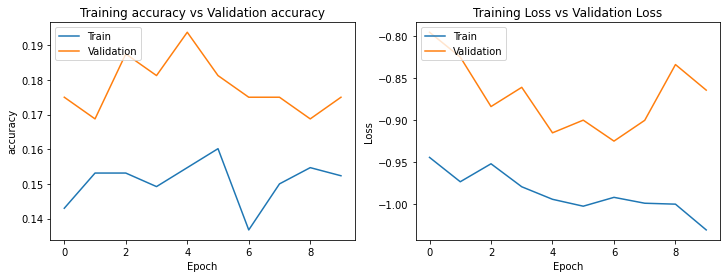 Training accuracy vs Validation accuracy
Train
Validation
0.19
0.18
0.17
0.16
0.15
0.14
accuracy
0 2 4 6 8
Epoch
Training Loss vs Validation Loss
Train
Validation
−0.80
−0.85
−0.90
−0.95
−1.00
Loss
0 2 4 6 8
Epoch